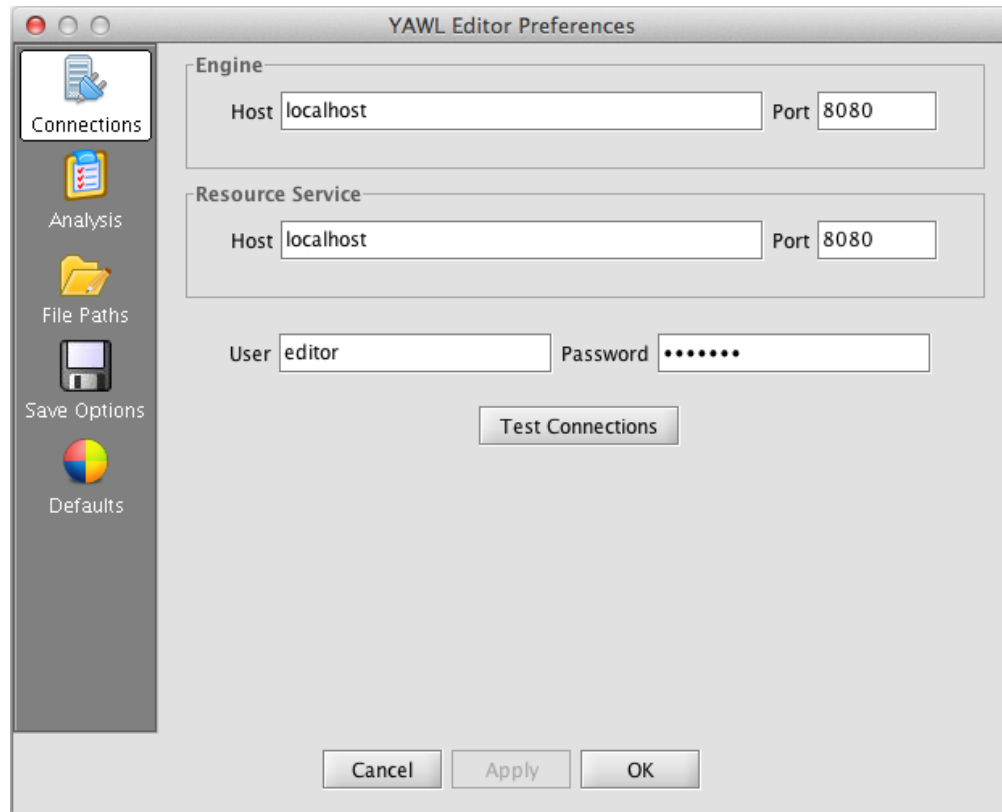 YAWL Editor Preferences
Connections
Analysis
File Paths
Save Options
Defaults
Engine
Host localhost Port 8080
Resource Service
Host localhost Port 8080
User editor Password •••••••
Test Connections
Cancel Apply OK